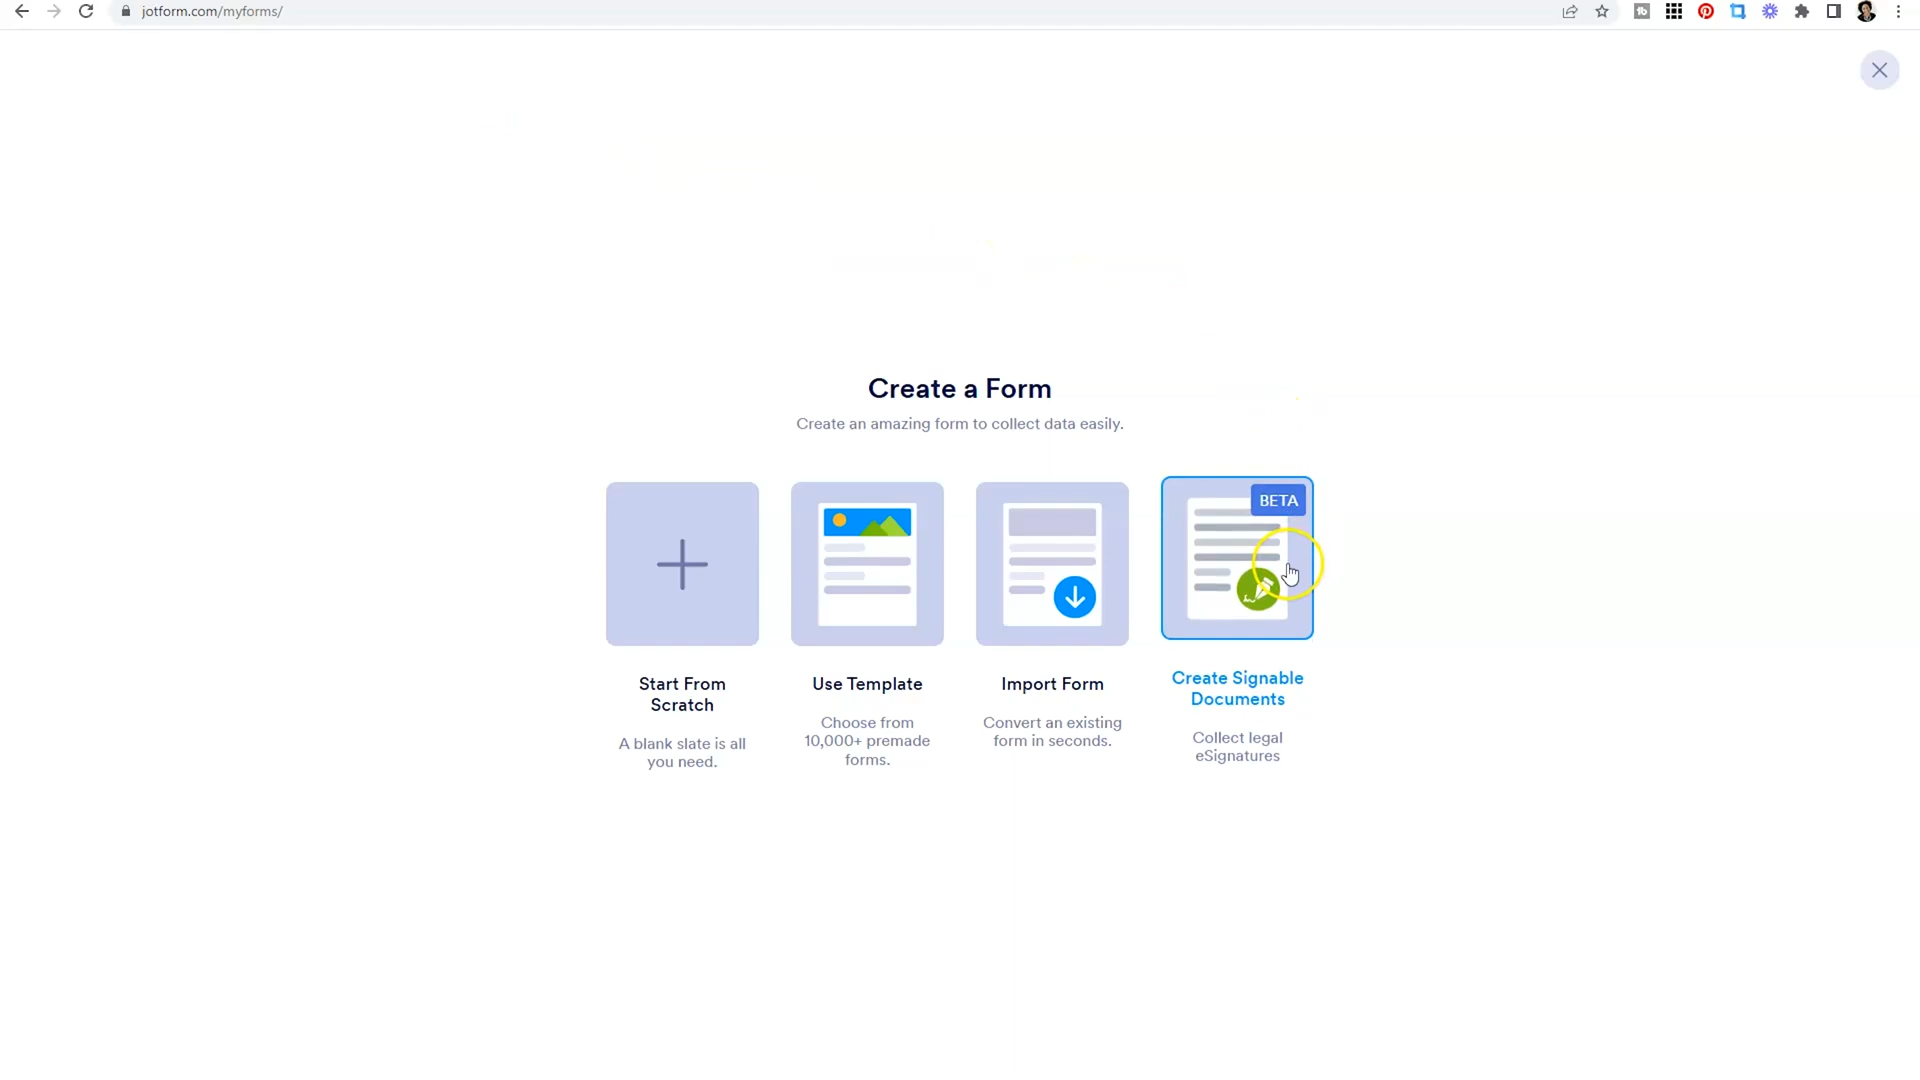 jotform.com/myforms/
Create a Form
Create an amazing form to collect data easily.
BETA
Start From
Scratch
A blank slate is all
you need.
Use Template
Choose from
10,000+ premade
forms.
Import Form
Convert an existing
form in seconds.
Create Signable
Documents
Collect legal
eSignatures